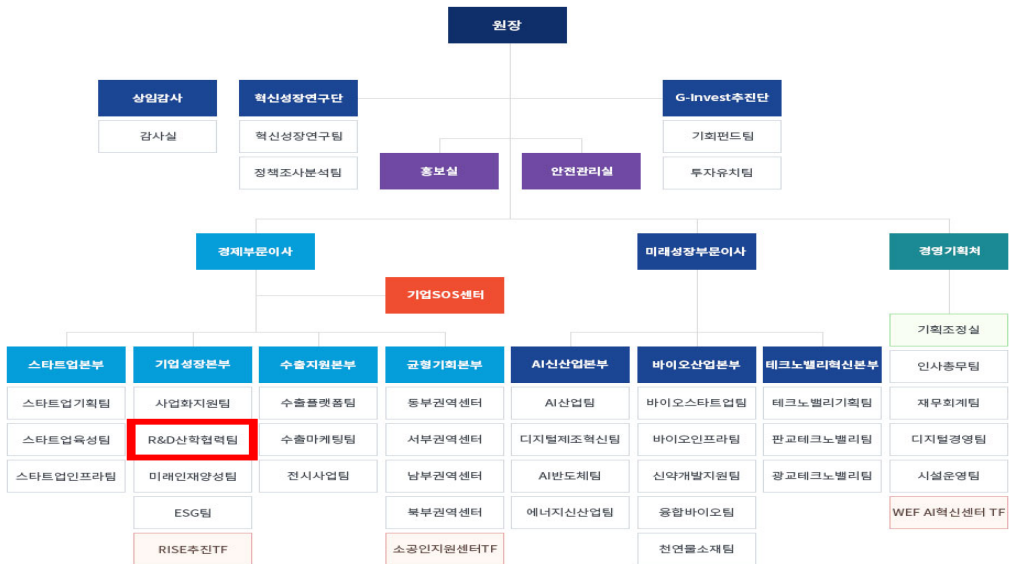 원장
상임감사
감사실
혁신성장연구단
혁신성장연구팀
정책조사분석팀
G-Invest추진단
기회펀드팀
투자유치팀
홍보실
안전관리실
경제부문이사
미래성장부문이사
경영기획처
기업SOS센터
스타트업본부
스타트업기획팀
스타트업육성팀
스타트업인프라팀
기업성장본부
사업화지원팀
R&D산학협력팀
미래인재양성팀
ESG팀
RISE추진TF
수출지원본부
수출플랫폼팀
수출마케팅팀
전시사업팀
균형기회본부
동부권역센터
서부권역센터
남부권역센터
북부권역센터
소공인지원센터TF
AI신산업본부
AI산업팀
디지털제조혁신팀
AI반도체팀
에너지신산업팀
바이오산업본부
바이오스타트업팀
바이오인프라팀
신약개발지원팀
융합바이오팀
천연물소재팀
테크노밸리혁신본부
테크노밸리기획팀
판교테크노밸리팀
광교테크노밸리팀
기획조정실
인사총무팀
재무회계팀
디지털경영팀
시설운영팀
WEF AI혁신센터 TF